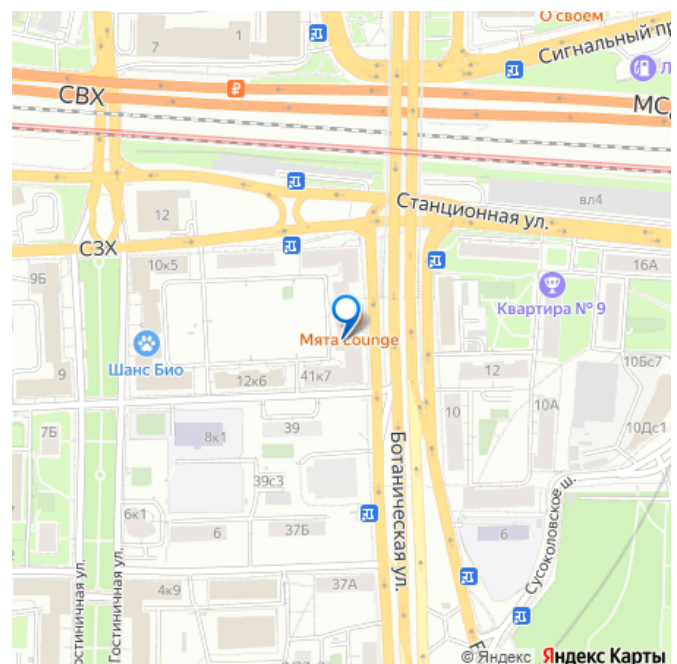 О своем
7
1
Сигнальный пр
Л
СВХ
МСД
вл4
Станционная ул.
12
СЗХ
9Б
10к5
16А
Квартира № 9
Мята Lounge
Шанс Био
12к6
41к7
12
10Бс7
9
10
10А
10Дс1
7Б
8к1
39
Ботаническая ул.
39с3
6к1
6
37Б
6
Сусоколовское ш.
4к9
37А
Гостиничная ул.
остиничная ул.
© Яндекс Яндекс Карты